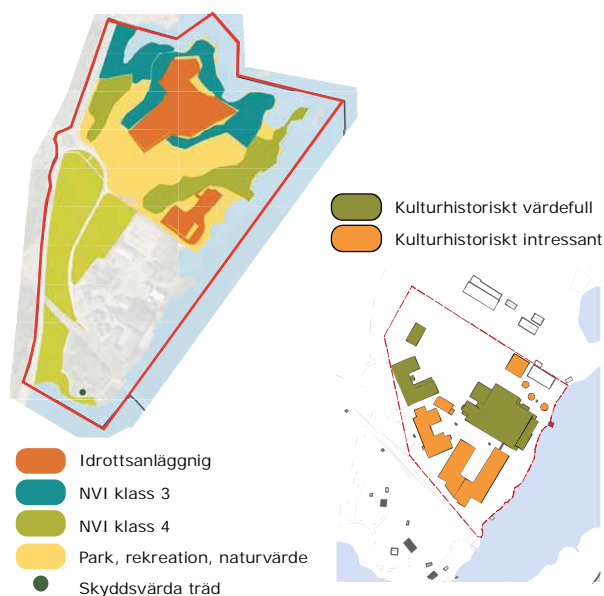 Kulturhistoriskt värdefull
Kulturhistoriskt intressant
Idrottsanläggnig
NVI klass 3
NVI klass 4
Park, rekreation, naturvärde
Skyddsvärda träd